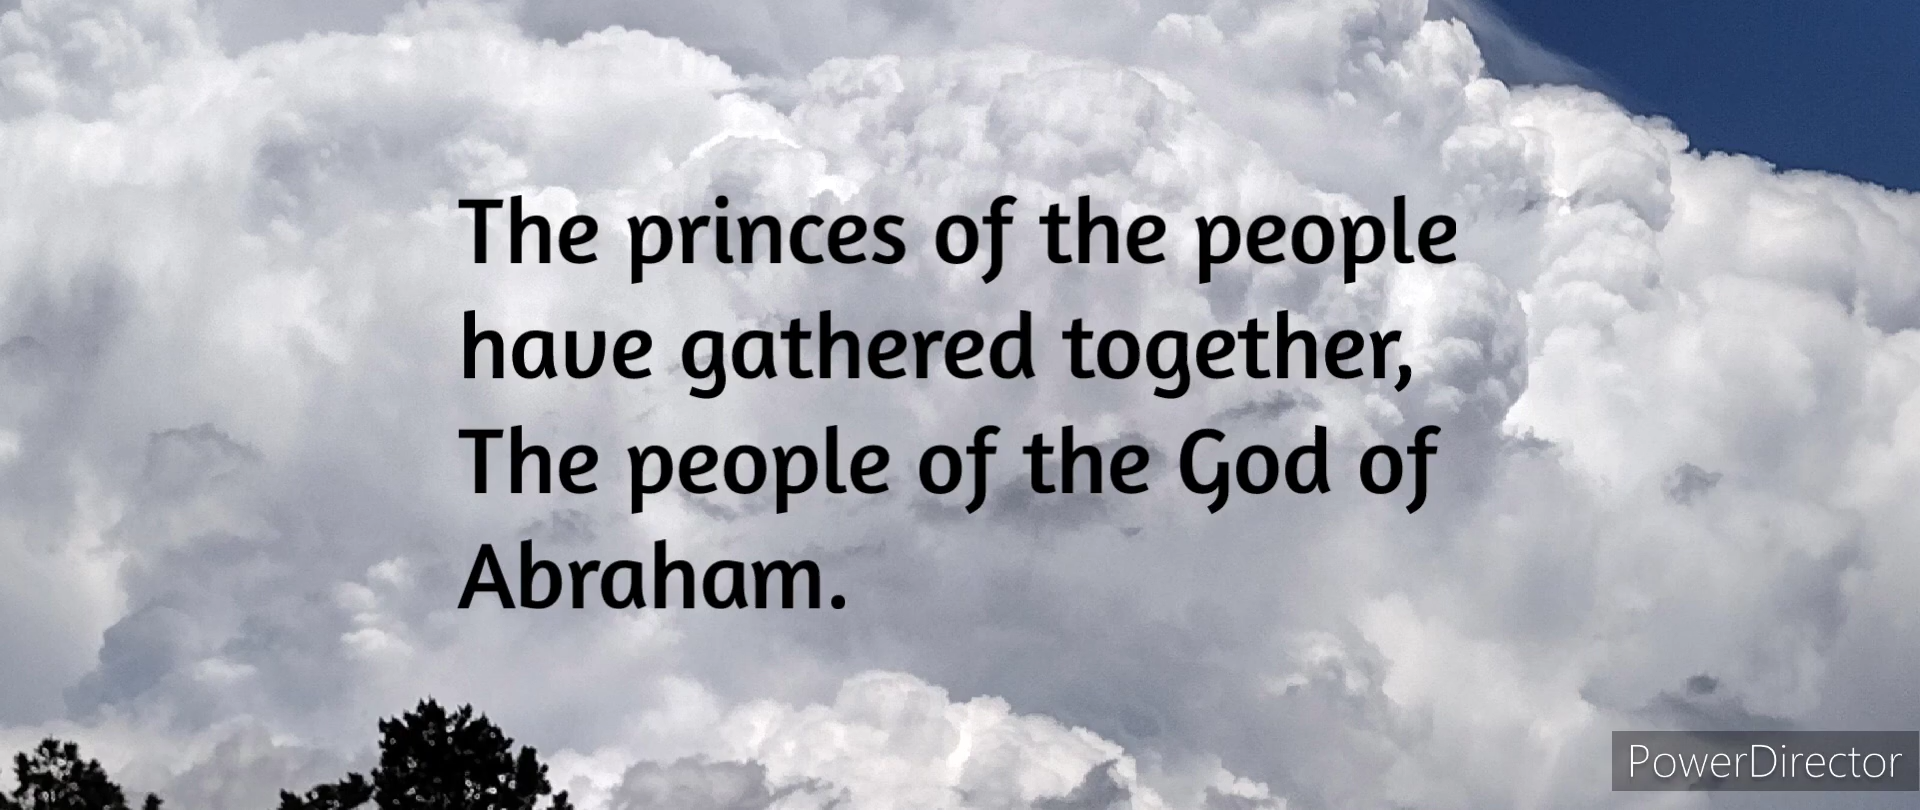 The princes of the people
have gathered together,
The people of the God of
Abraham.
PowerDirector